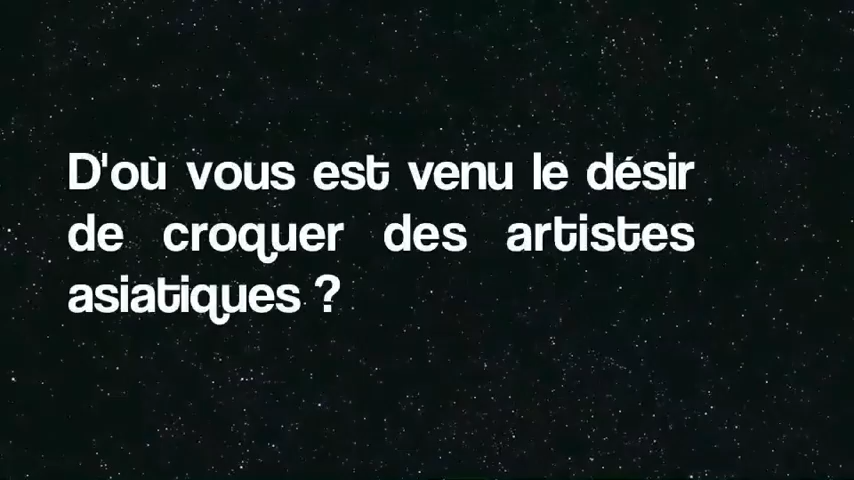 D'où vous est venu le désir
de croquer des artistes
asiatiques ?